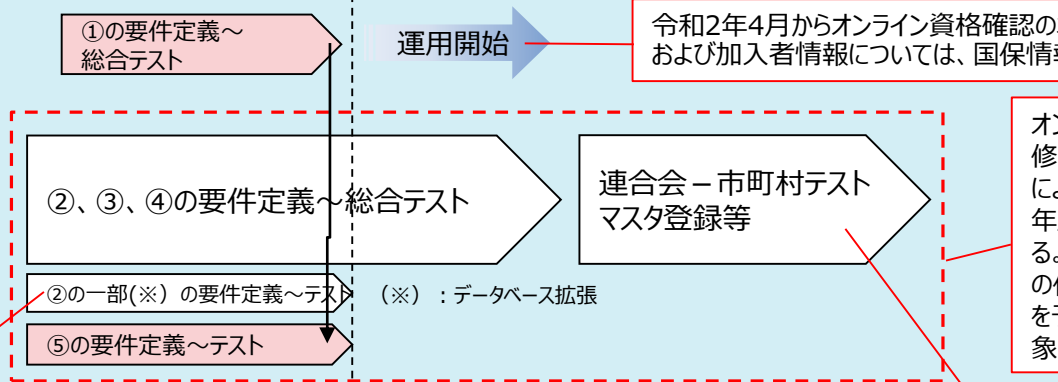 ①の要件定義～
総合テスト
運用開始
令和2年4月からオンライン資格確認の
および加入者情報については、国保情
②、③、④の要件定義～総合テスト
連合会－市町村テスト
マスタ登録等
②の一部(※) の要件定義～テスト
（※）：データベース拡張
⑤の要件定義～テスト
オン
修
によ
年
る。
の
を
象